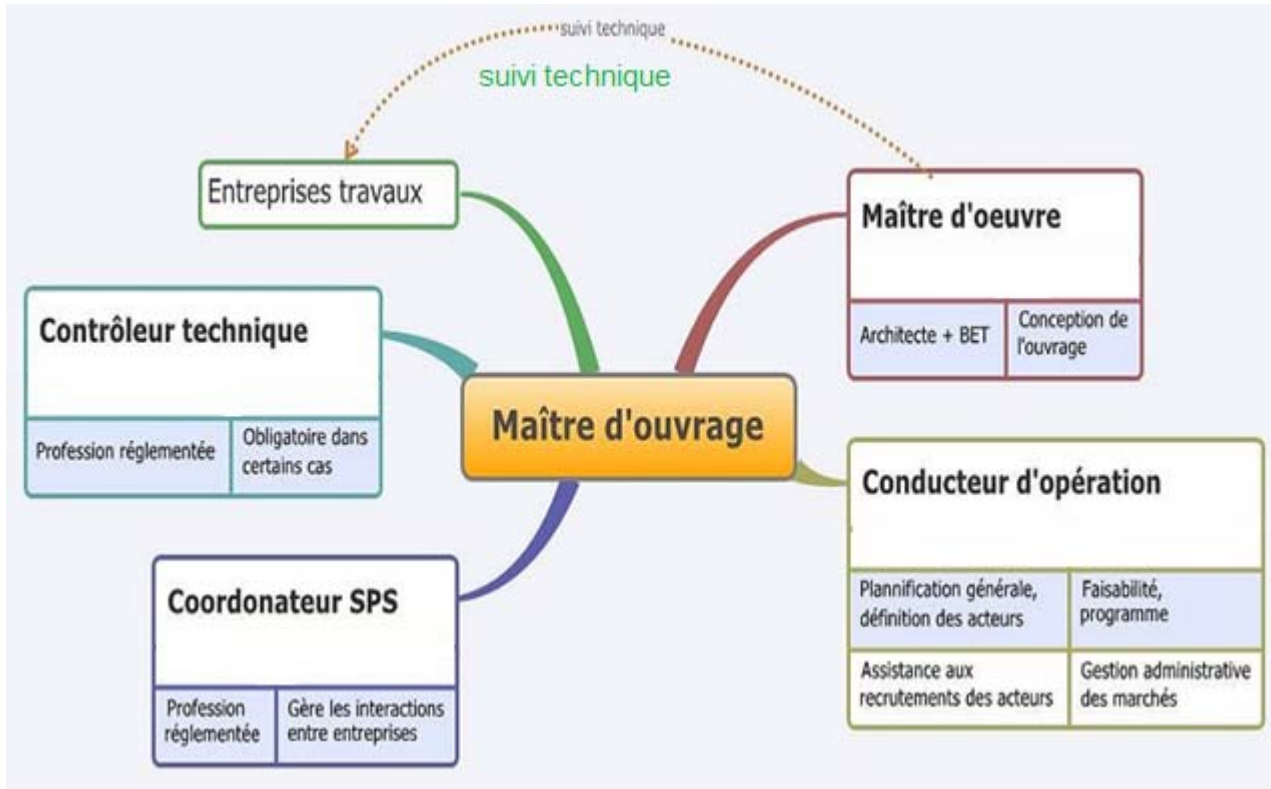 suivi technique
suivi technique
Entreprises travaux
Maître d'oeuvre
Architecte + BET
Conception de
l'ouvrage
Contrôleur technique
Profession réglementée
Obligatoire dans
certains cas
Maître d'ouvrage
Conducteur d'opération
Plannification générale,
définition des acteurs
Faisabilité,
programme
Assistance aux
recrutements des acteurs
Gestion administrative
des marchés
Coordonateur SPS
Profession
réglementée
Gère les interactions
entre entreprises